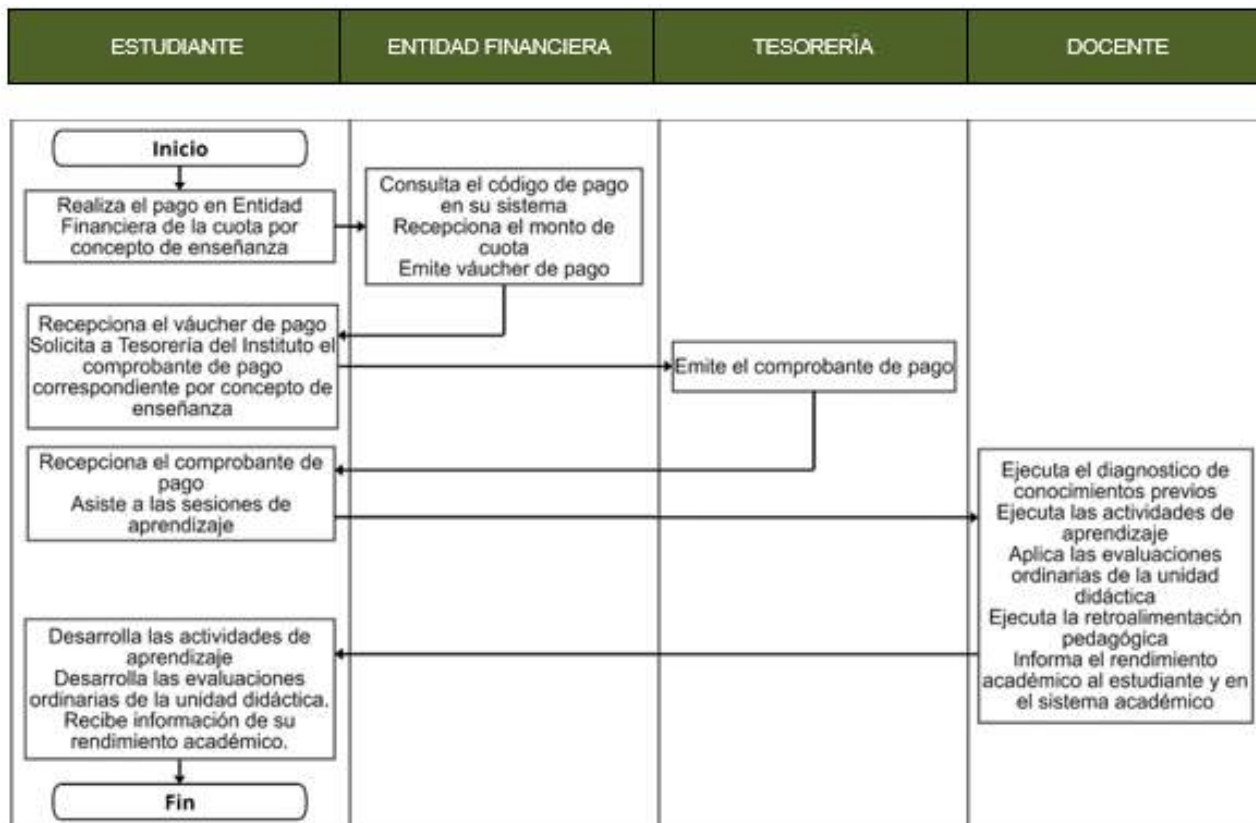 ESTUDIANTE
ENTIDAD FINANCIERA
TESORERÍA
DOCENTE
Inicio
Realiza el pago en Entidad
Financiera de la cuota por
concepto de enseñanza
Consulta el código de pago
en su sistema
Recepciona el monto de
cuota
Emite váucher de pago
Recepciona el váucher de pago
Solicita a Tesorería del Instituto el
comprobante de pago
correspondiente por concepto de
enseñanza
Emite el comprobante de pago
Recepciona el comprobante de
pago
Asiste a las sesiones de
aprendizaje
Ejecuta el diagnostico de
conocimientos previos
Ejecuta las actividades de
aprendizaje
Aplica las evaluaciones
ordinarias de la unidad
didáctica
Ejecuta la retroalimentación
pedagógica
Informa el rendimiento
académico al estudiante y en
el sistema académico
Desarrolla las actividades de
aprendizaje
Desarrolla las evaluaciones
ordinarias de la unidad didáctica.
Recibe información de su
rendimiento académico.
Fin